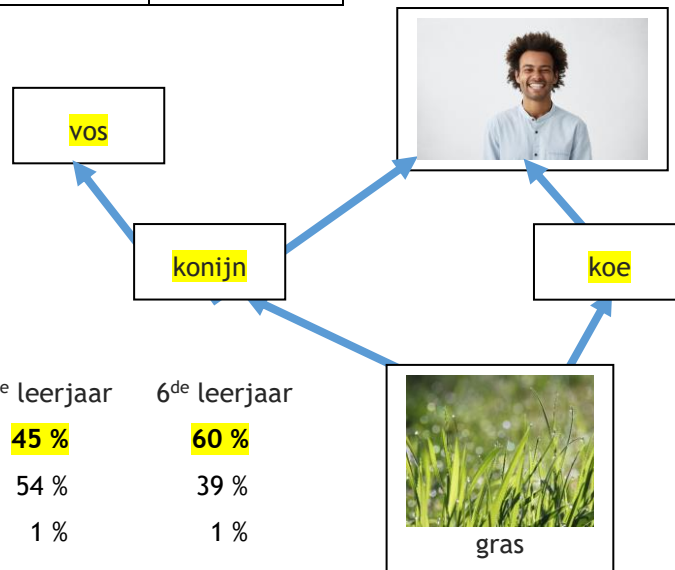 vos
konijn
koe
e leerjaar 6de leerjaar
45 % 60 %
54 % 39 %
1 % 1 %
gras